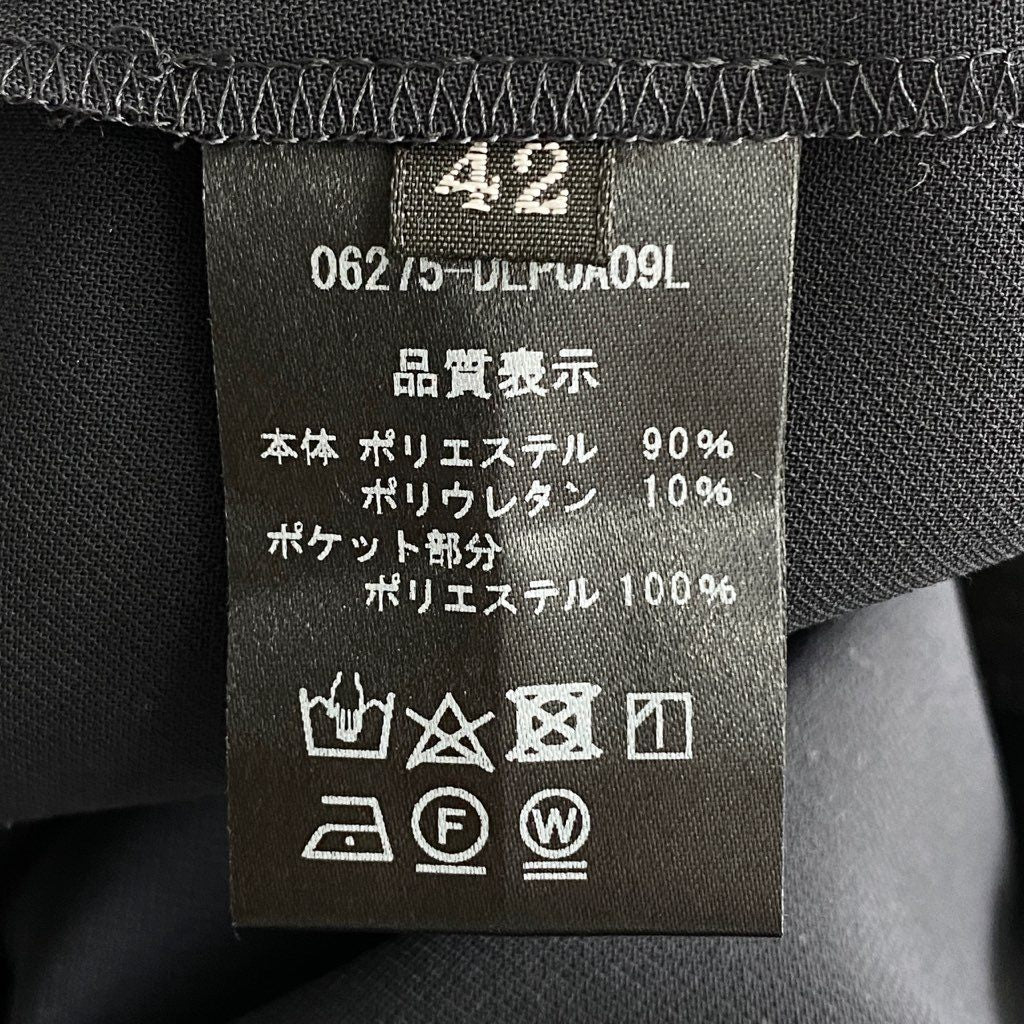 42
06275-DLP0A09L
品質表示
本体 ポリエステル 90%
ポリウレタン 10%
ポケット部分
ポリエステル 100%
F
W